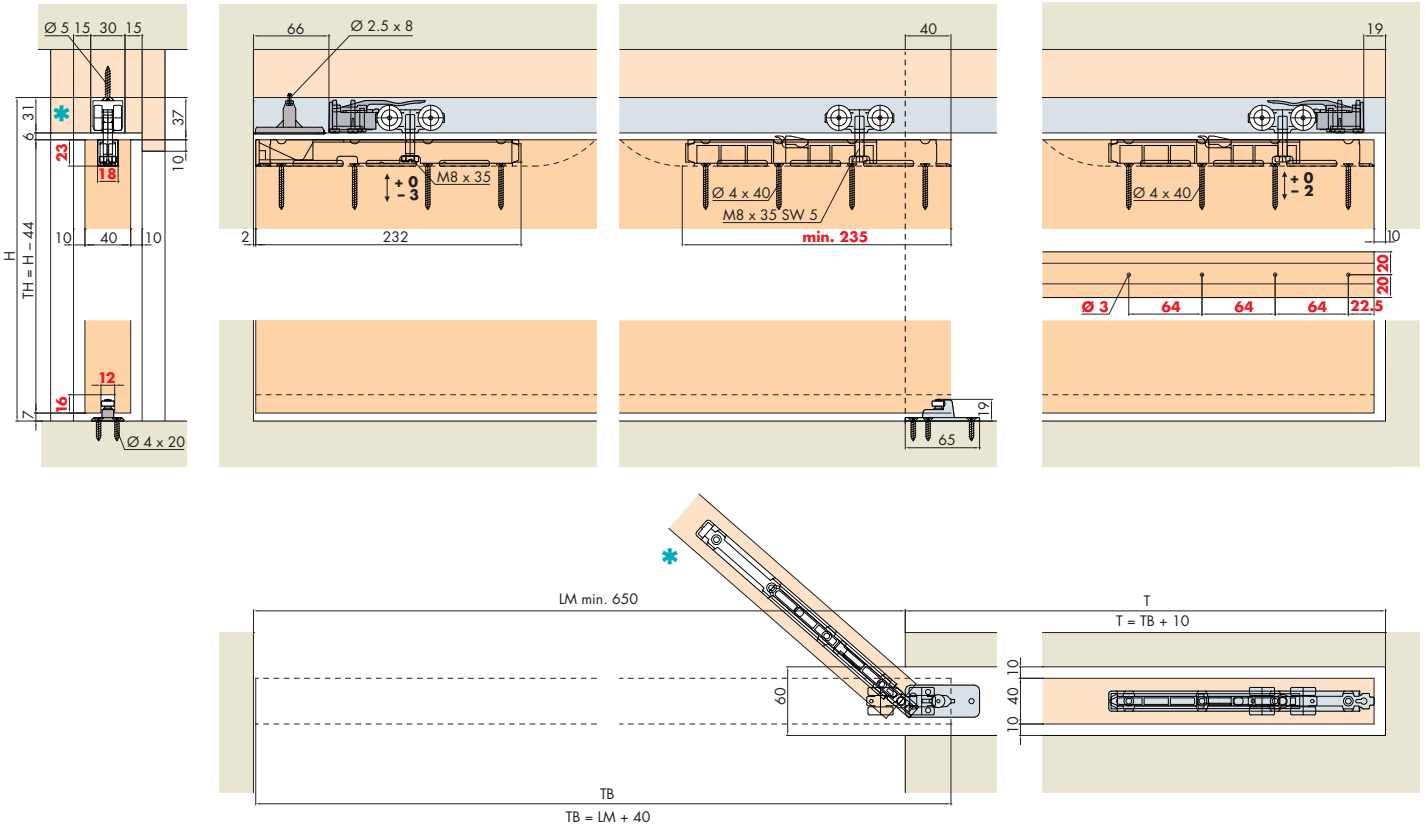 Ø 5
15
30
15
66
Ø 2.5 x 8
40
19
31
✱
37
6
23
18
10
M8 x 35
+ 0
– 3
Ø 4 x 40
M8 x 35 SW 5
Ø 4 x 40
+ 0
– 2
10
40
10
2
232
min. 235
10
H
TH = H – 44
20
20
Ø 3
64
64
64
22.5
12
16
7
Ø 4 x 20
19
65
✱
LM min. 650
T
T = TB + 10
60
10
40
10
TB
TB = LM + 40